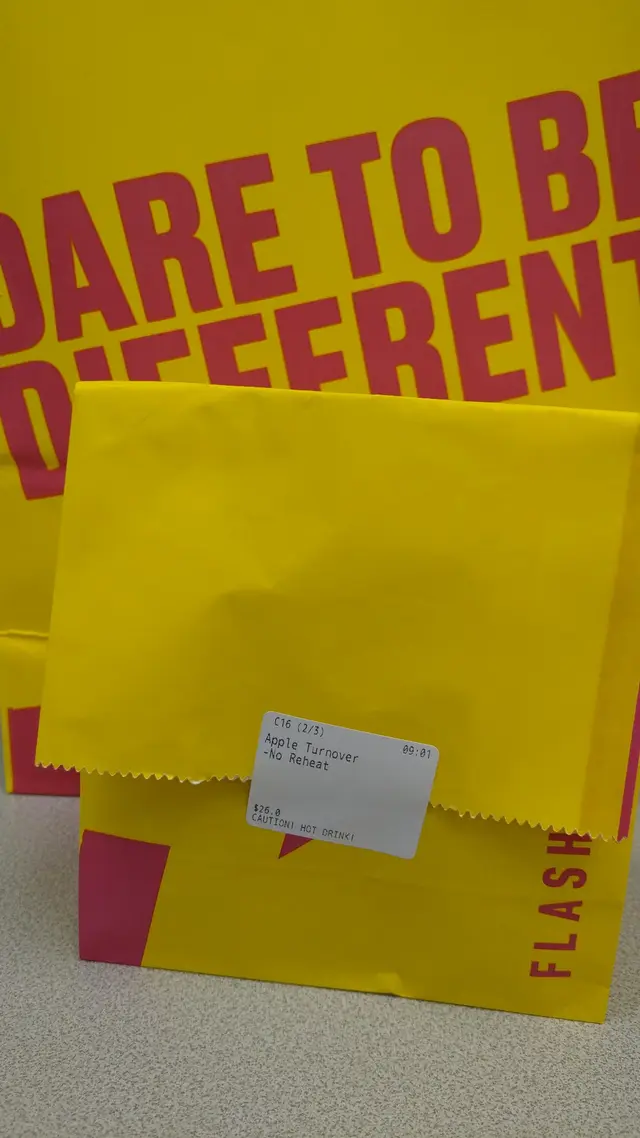 DARE TO BE
DIFFERENT
C16 (2/3)
Apple Turnover 09:01
-No Reheat
$26.0
CAUTION! HOT DRINK!
FLASH